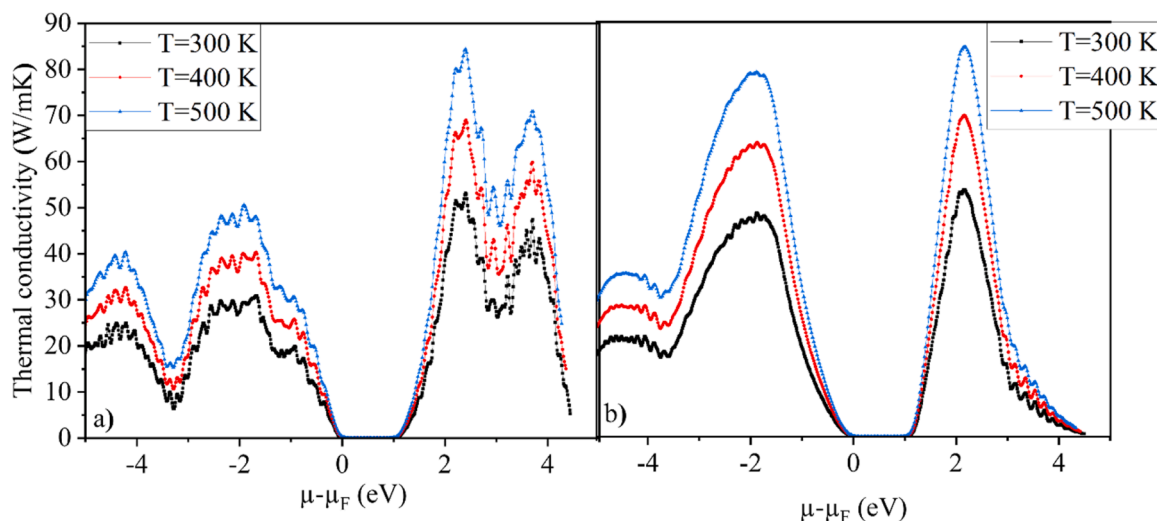 90
80
70
60
50
40
30
20
10
0
Thermal conductivity (W/mK)
T=300 K
T=400 K
T=500 K
a)
-4
-2
0
2
4
μ-μF (eV)
T=300 K
T=400 K
T=500 K
b)
-4
-2
0
2
4
μ-μF (eV)